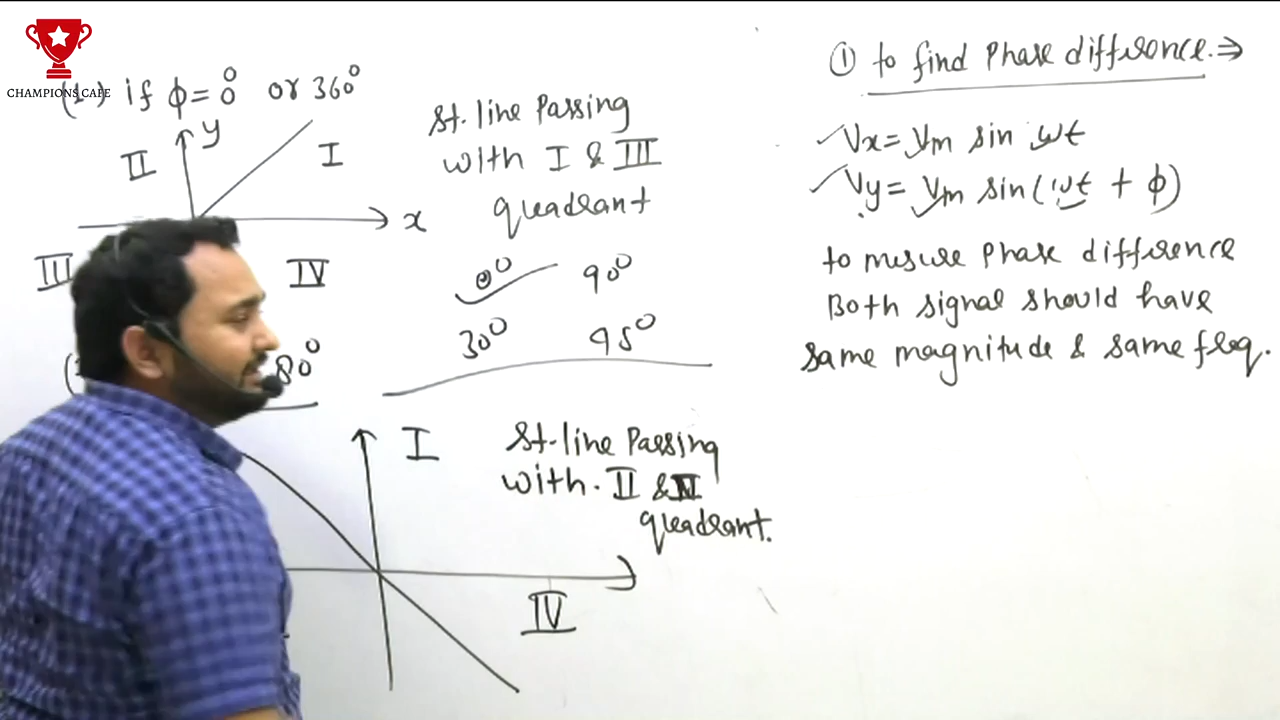 CHAMPIONS CAFE
(1) if φ = 0° or 360°
y
II
I
x
III
IV
St. line Passing
with I & III
quadrant
0° 90°
30° 45°
80°
I
IV
St. line Passing
with. II & IV
quadrant.
① to find Phase difference. ⇒
Vx = Vm sin ωt
Vy = Vm sin (ωt + φ)
to mesure Phase difference
Both signal should have
same magnitude & same freq.